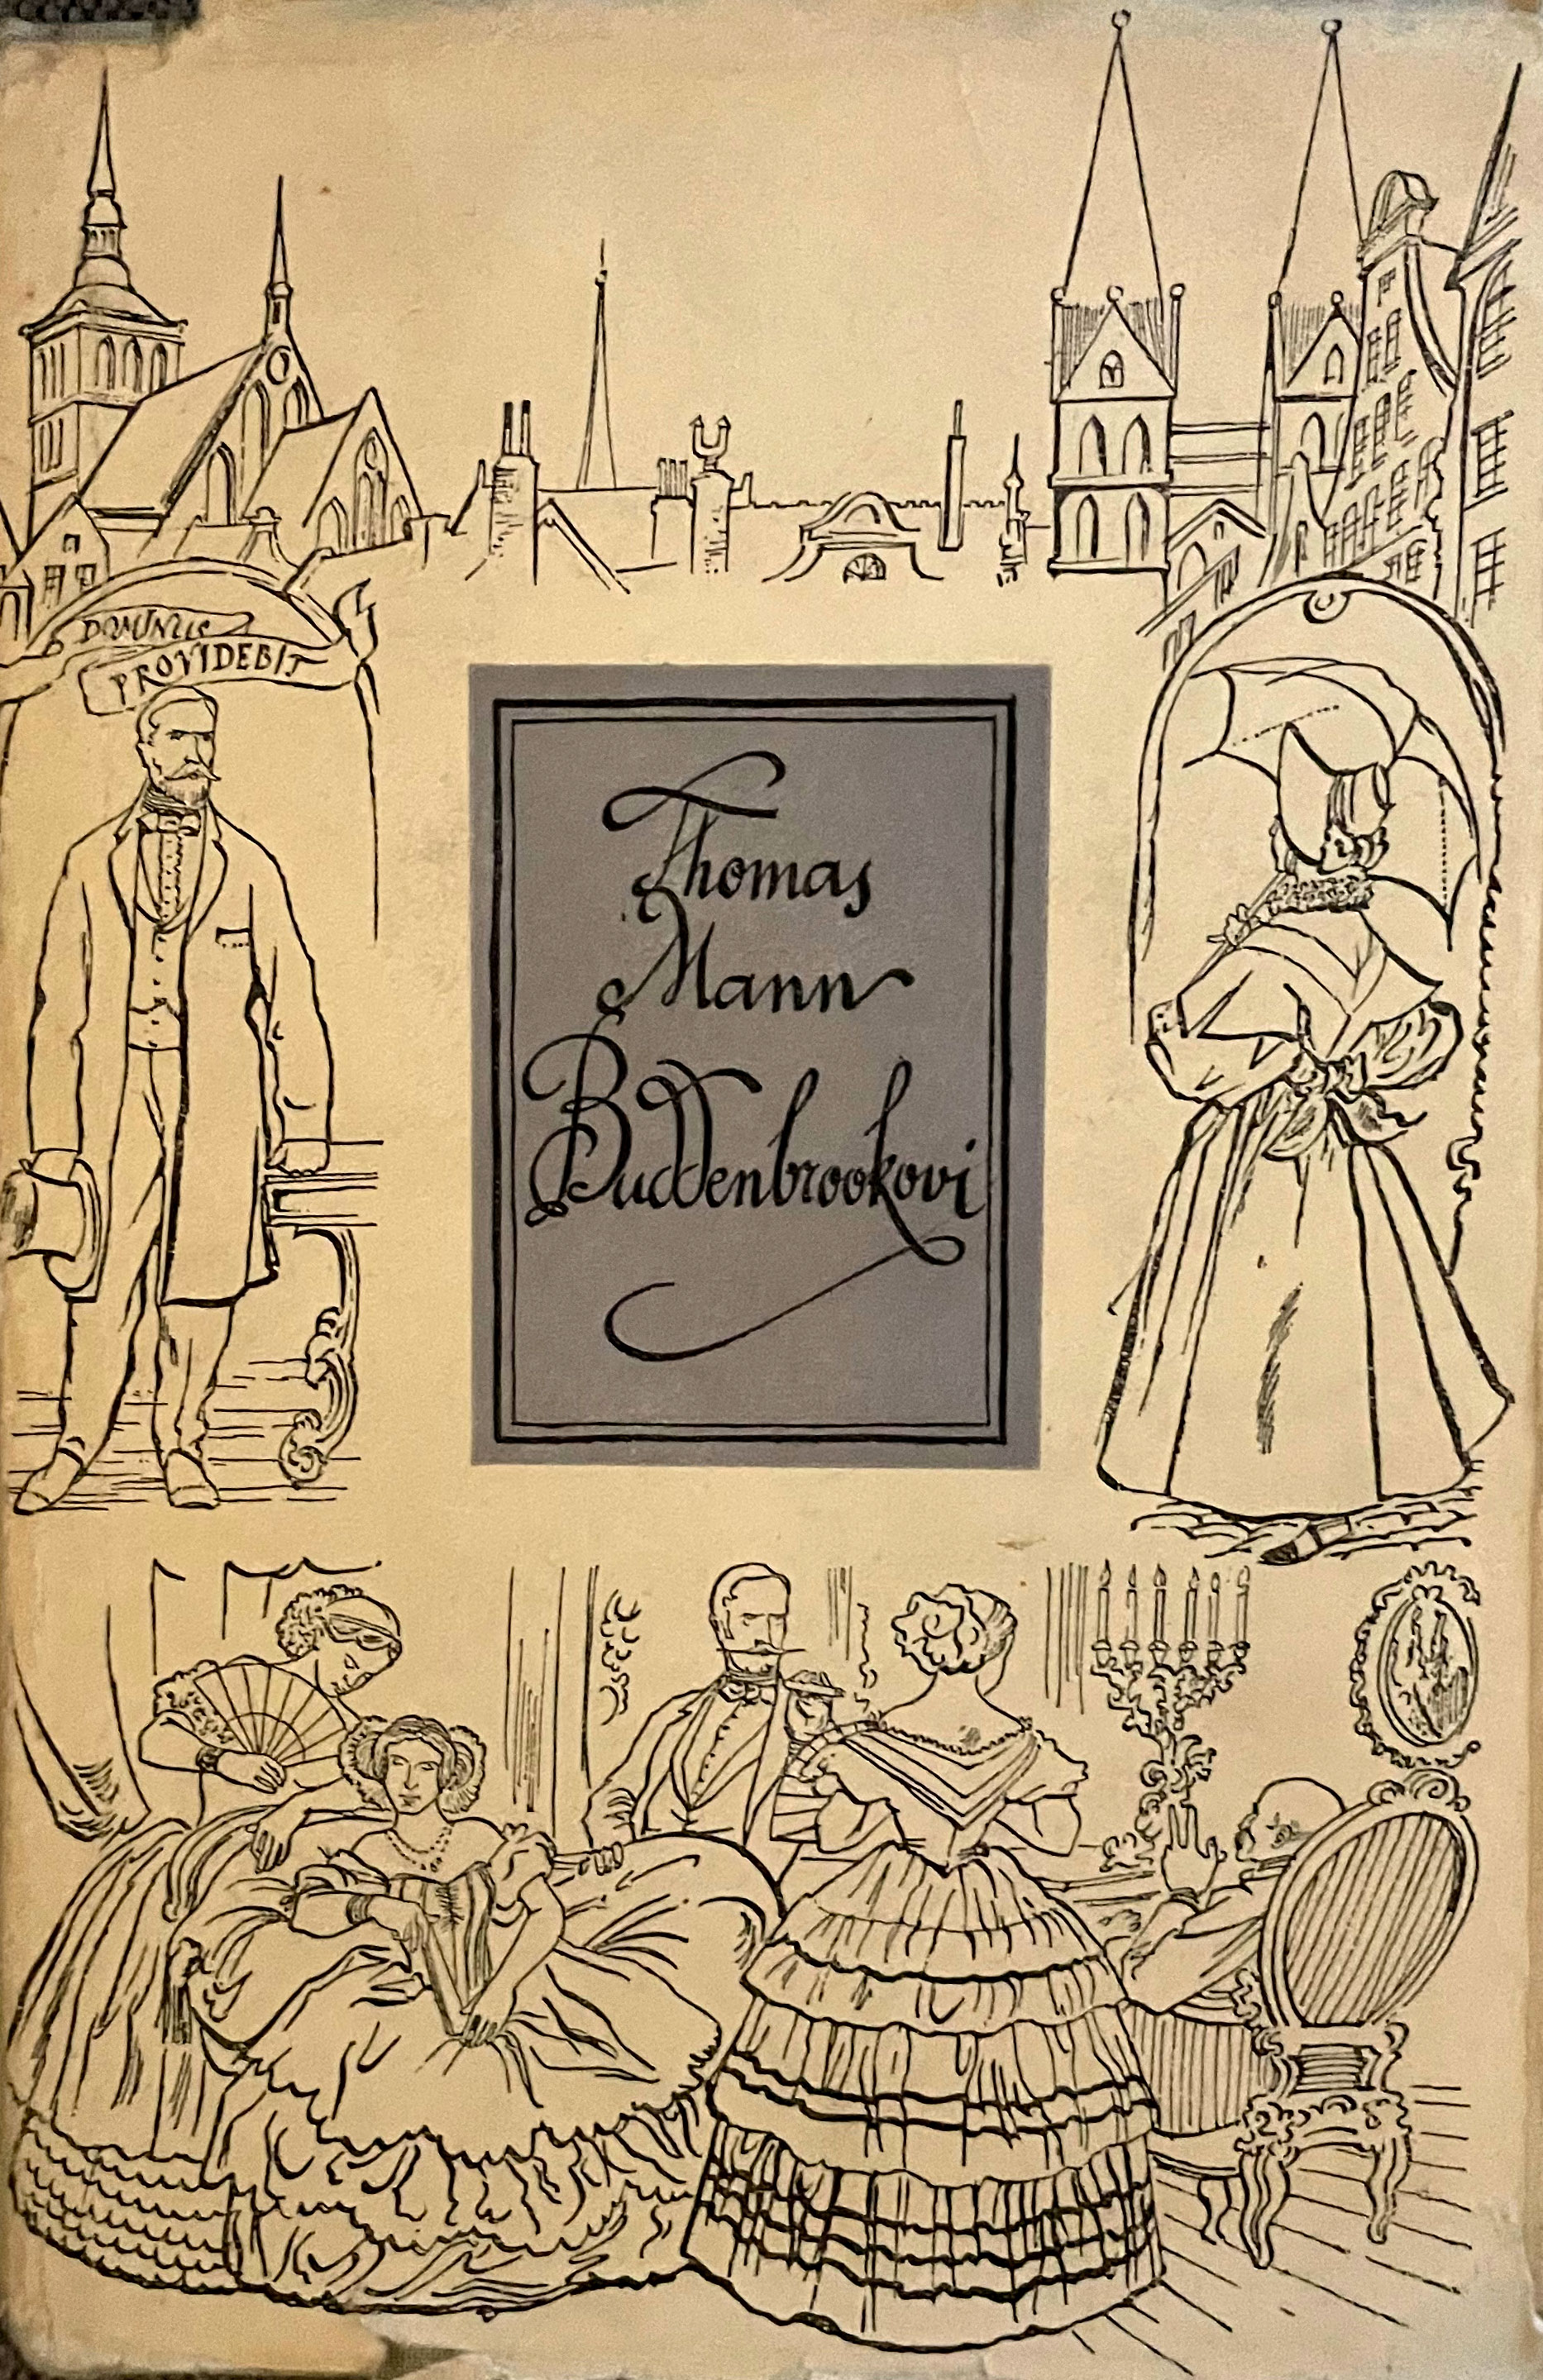 DOMINUS
PROVIDEBIT
Thomas
Mann
Buddenbrookovi